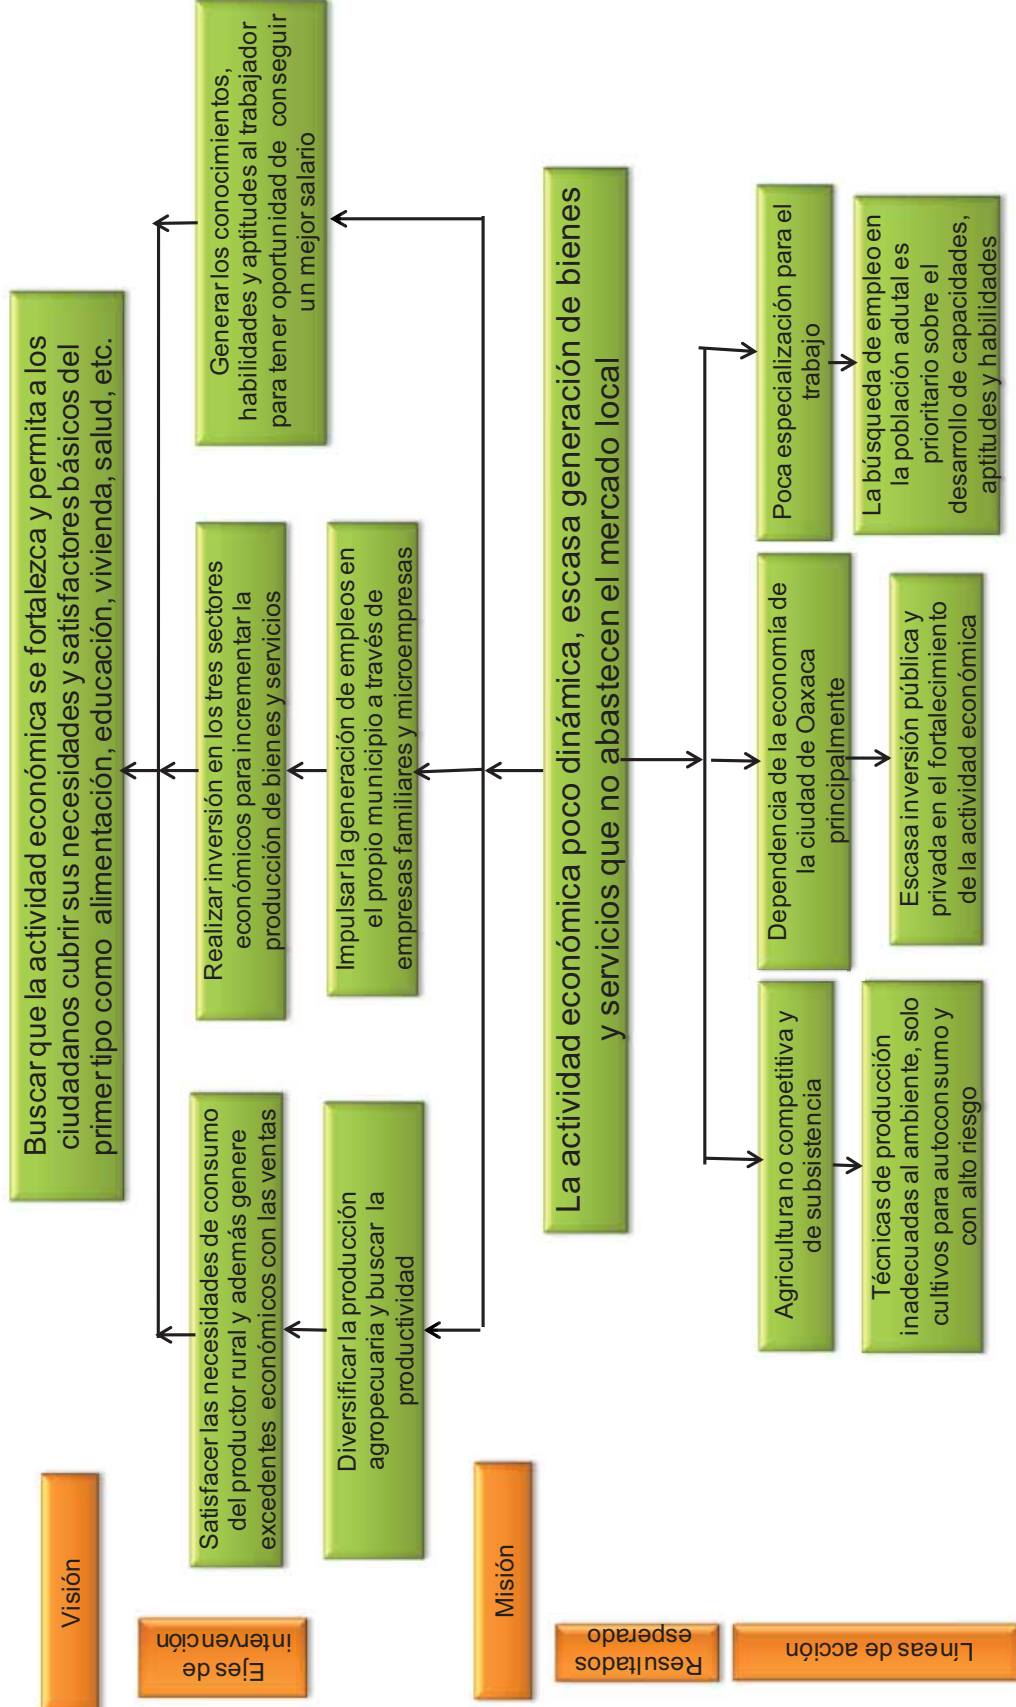 Visión
Buscar que la actividad económica se fortalezca y permita a los
ciudadanos cubrir sus necesidades y satisfactores básicos del
primer tipo como alimentación, educación, vivienda, salud, etc.
Ejes de
intervención
Satisfacer las necesidades de consumo
del productor rural y además genere
excedentes económicos con las ventas
Realizar inversión en los tres sectores
económicos para incrementar la
producción de bienes y servicios
Generar los conocimientos,
habilidades y aptitudes al trabajador
para tener oportunidad de conseguir
un mejor salario
Diversificar la producción
agropecuaria y buscar la
productividad
Impulsar la generación de empleos en
el propio municipio a través de
empresas familiares y microempresas
Misión
La actividad económica poco dinámica, escasa generación de bienes
y servicios que no abastecen el mercado local
Resultados
esperado
Agricultura no competitiva y
de subsistencia
Dependencia de la economía de
la ciudad de Oaxaca
principalmente
Poca especialización para el
trabajo
Líneas de acción
Técnicas de producción
inadecuadas al ambiente, solo
cultivos para autoconsumo y
con alto riesgo
Escasa inversión pública y
privada en el fortalecimiento
de la actividad económica
La búsqueda de empleo en
la población adutal es
prioritario sobre el
desarrollo de capacidades,
aptitudes y habilidades